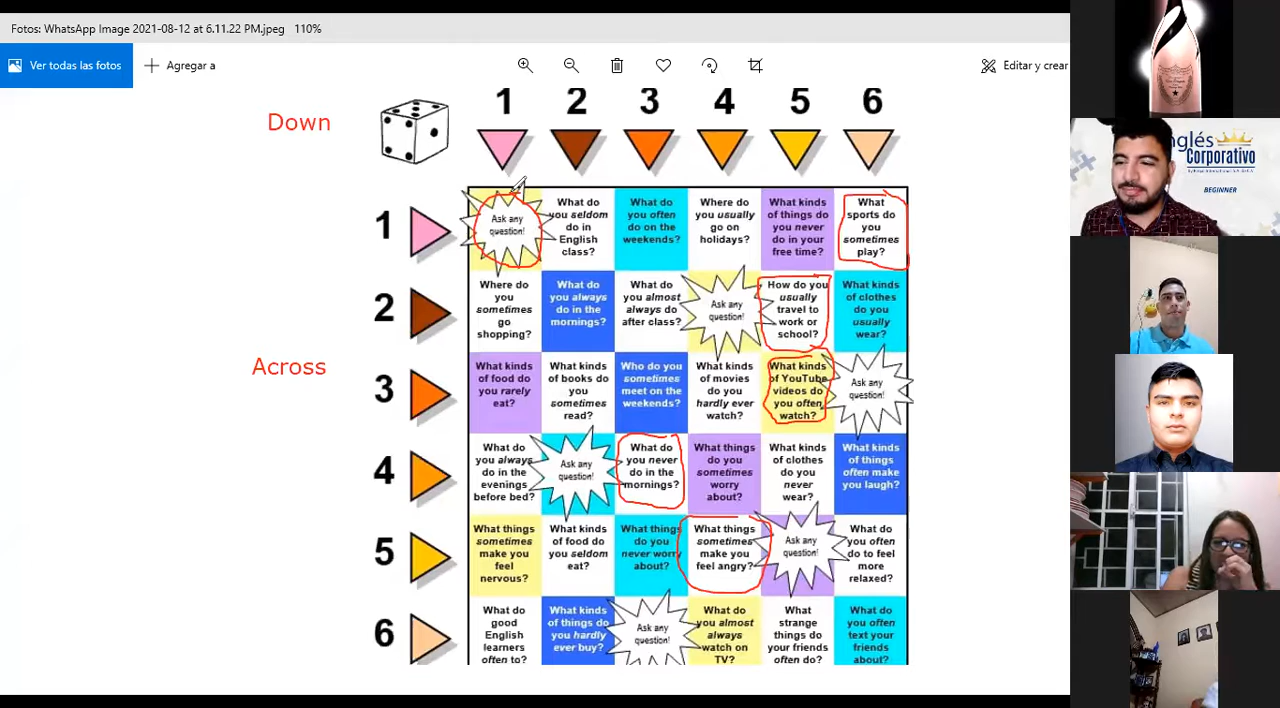 Fotos: WhatsApp Image 2021-08-12 at 6.11.22 PM.jpeg 110%
Ver todas las fotos
Agregar a
Editar y crear
Down
1 2 3 4 5 6
Across
1
Ask any
question!
What do
you seldom
do in
English
class?
What do
you often
do on the
weekends?
Where do
you usually
go on
holidays?
What kinds
of things do
you never
do in your
free time?
What
sports do
you
sometimes
play?
2
Where do
you
sometimes
go
shopping?
What do
you always
do in the
mornings?
What do
you almost
always do
after class?
Ask any
question!
How do you
usually
travel to
work or
school?
What kinds
of clothes
do you
usually
wear?
3
What kinds
of food do
you rarely
eat?
What kinds
of books do
you
sometimes
read?
Who do you
sometimes
meet on the
weekends?
What kinds
of movies
do you
hardly ever
watch?
What kinds
of YouTube
videos do
you often
watch?
Ask any
question!
4
What do
you always
do in the
evenings
before bed?
Ask any
question!
What do
you never
do in the
mornings?
What things
do you
sometimes
worry
about?
What kinds
of clothes
do you
never
wear?
What kinds
of things
often make
you laugh?
5
What things
sometimes
make you
feel
nervous?
What kinds
of food do
you seldom
eat?
What things
do you
never worry
about?
What things
sometimes
make you
feel angry?
Ask any
question!
What do
you often
do to feel
more
relaxed?
6
What do
good
English
learners
often to?
What kinds
of things do
you hardly
ever buy?
Ask any
question!
What do
you almost
always
watch on
TV?
What
strange
things do
your friends
often do?
What do
you often
text your
friends
about?
Inglés
Corporativo
BEGINNER